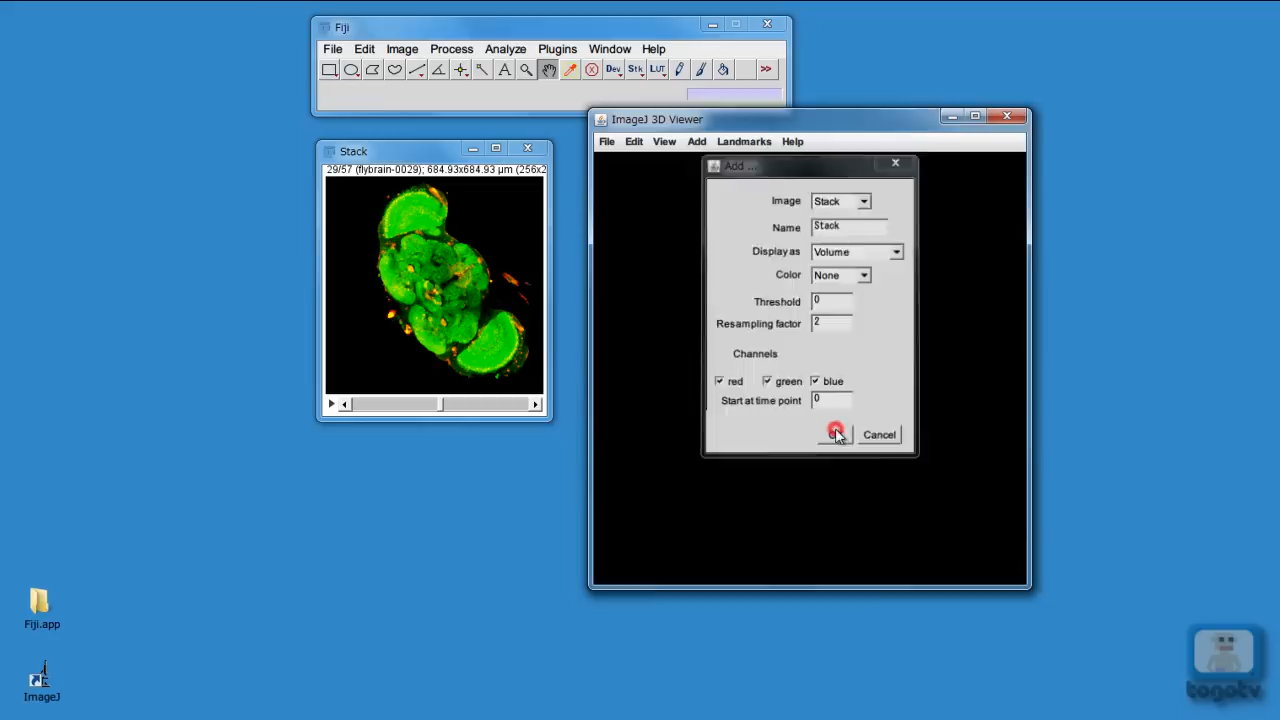 Fiji
File Edit Image Process Analyze Plugins Window Help
Dev Stk LUT >>
Stack
29/57 (flybrain-0029); 684.93x684.93 µm (256x2
ImageJ 3D Viewer
File Edit View Add Landmarks Help
Add ...
Image Stack
Name Stack
Display as Volume
Color None
Threshold 0
Resampling factor 2
Channels
red green blue
Start at time point 0
Cancel
Fiji.app
ImageJ
togotv